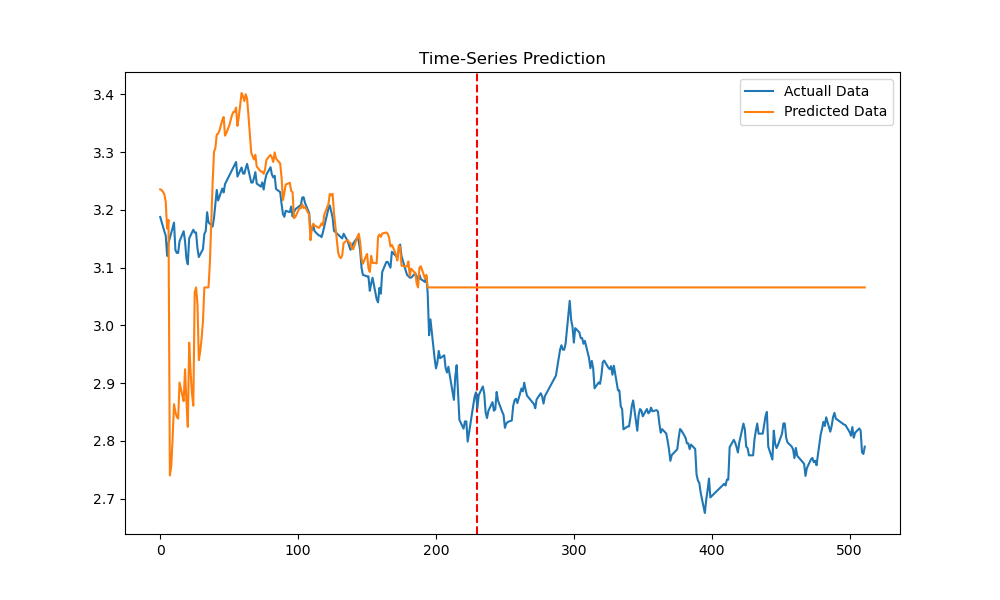 Time-Series Prediction
Actuall Data
Predicted Data
3.4
3.3
3.2
3.1
3.0
2.9
2.8
2.7
0 100 200 300 400 500